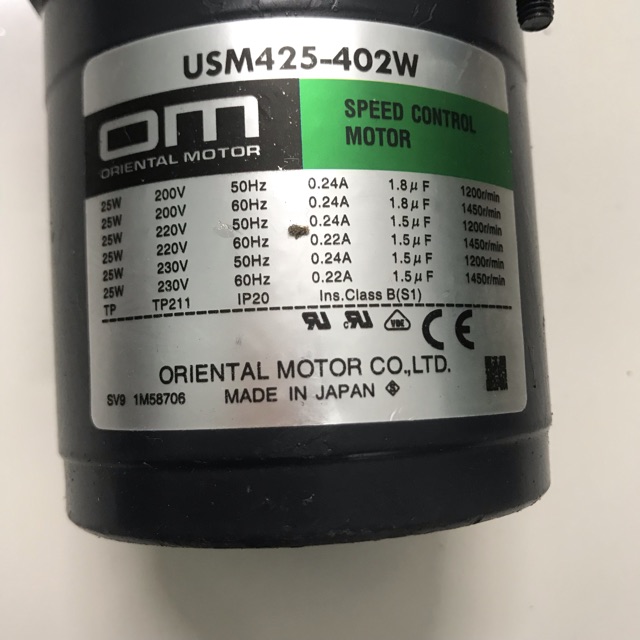 USM425-402W
OM
ORIENTAL MOTOR
SPEED CONTROL
MOTOR
25W 200V 50Hz 0.24A 1.8μF 1200r/min
25W 200V 60Hz 0.24A 1.8μF 1450r/min
25W 220V 50Hz 0.24A 1.5μF 1200r/min
25W 220V 60Hz 0.22A 1.5μF 1450r/min
25W 230V 50Hz 0.24A 1.5μF 1200r/min
25W 230V 60Hz 0.22A 1.5μF 1450r/min
TP TP211 IP20 Ins.Class B(S1)
CE
ORIENTAL MOTOR CO.,LTD.
SV9 1M58706 MADE IN JAPAN